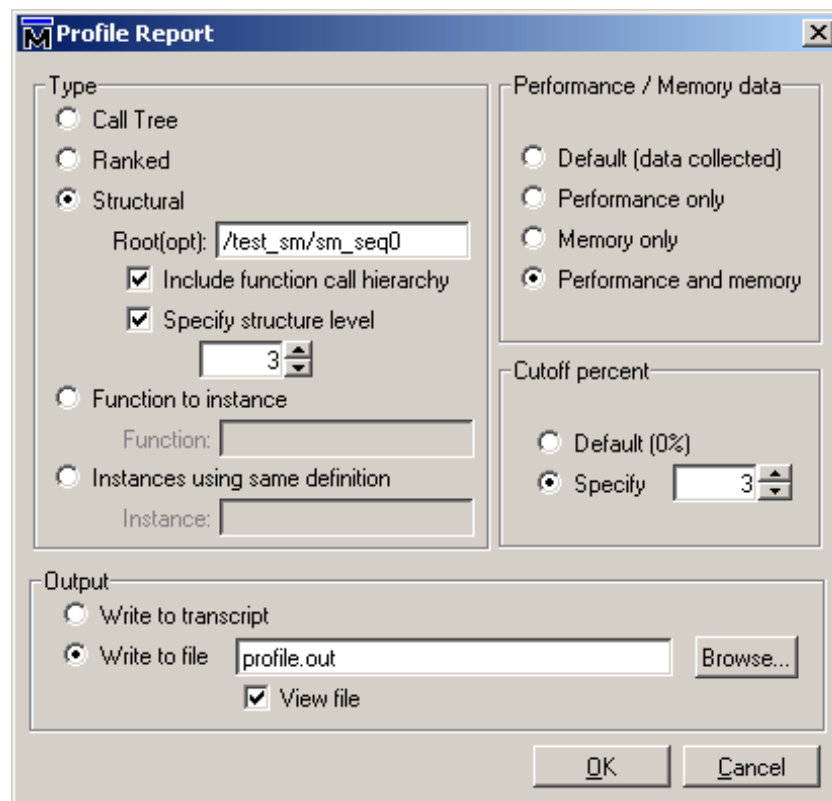 M Profile Report
Type
Call Tree
Ranked
Structural
Root(opt): /test_sm/sm_seq0
Include function call hierarchy
Specify structure level
3
Function to instance
Function:
Instances using same definition
Instance:
Performance / Memory data
Default (data collected)
Performance only
Memory only
Performance and memory
Cutoff percent
Default (0%)
Specify 3
Output
Write to transcript
Write to file profile.out Browse...
View file
OK Cancel